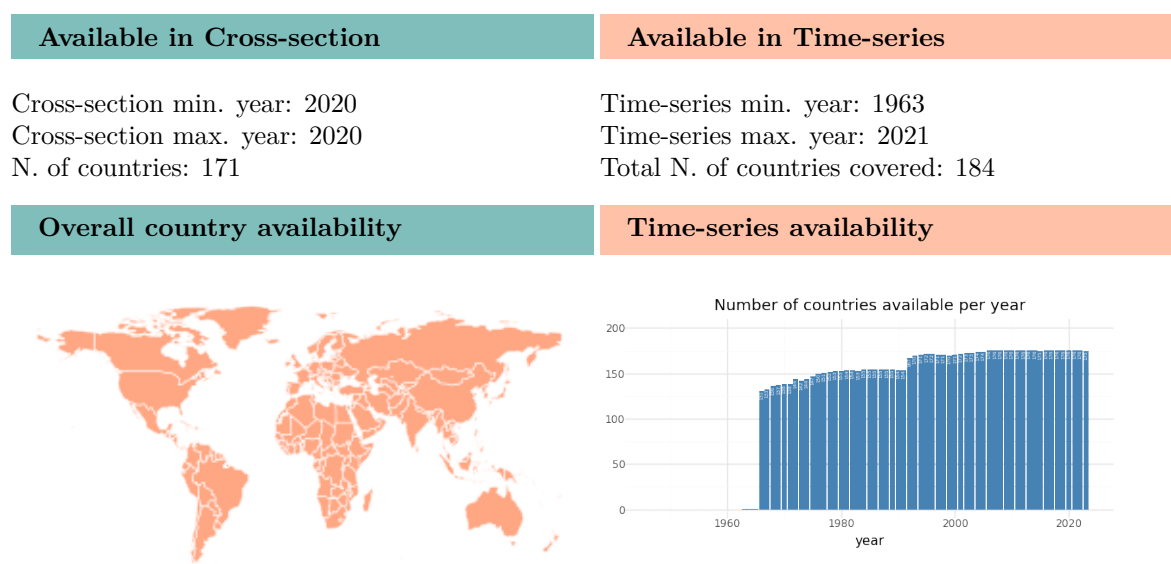 Available in Cross-section
Available in Time-series
Cross-section min. year: 2020
Cross-section max. year: 2020
N. of countries: 171
Time-series min. year: 1963
Time-series max. year: 2021
Total N. of countries covered: 184
Overall country availability
Time-series availability
Number of countries available per year
200
150
100
50
0
1960
1980
2000
2020
year